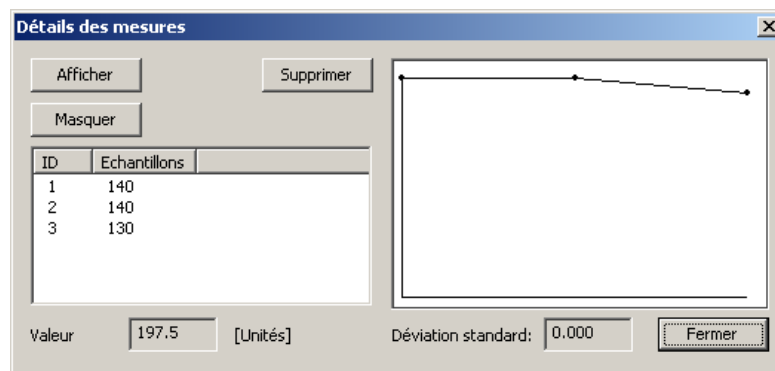 Détails des mesures
Afficher Supprimer
Masquer
ID Echantillons
1 140
2 140
3 130
Valeur 197.5 [Unités] Déviation standard: 0.000 Fermer